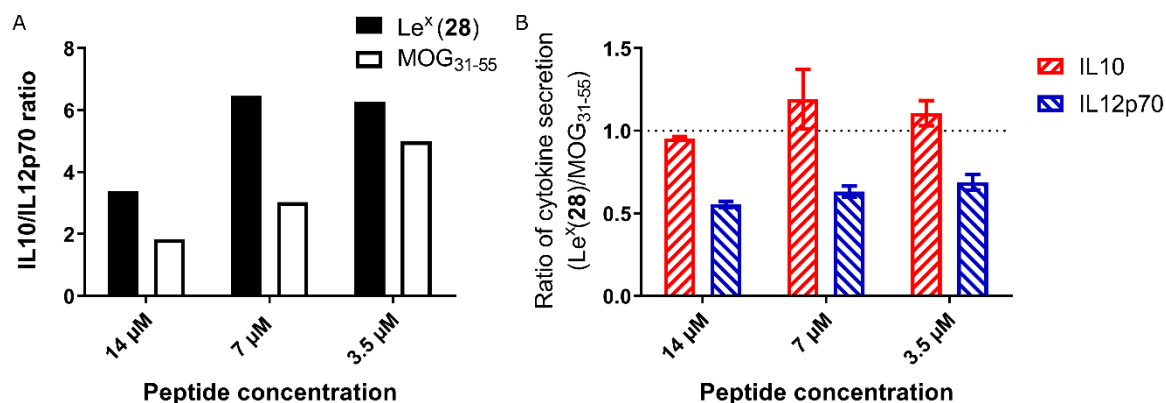 A
Leˣ (28)
MOG₃₁₋₅₅
IL10/IL12p70 ratio
8
6
4
2
0
14 µM
7 µM
3.5 µM
Peptide concentration
B
IL10
IL12p70
Ratio of cytokine secretion
(Leˣ(28)/MOG₃₁₋₅₅)
1.5
1.0
0.5
0.0
14 µM
7 µM
3.5 µM
Peptide concentration